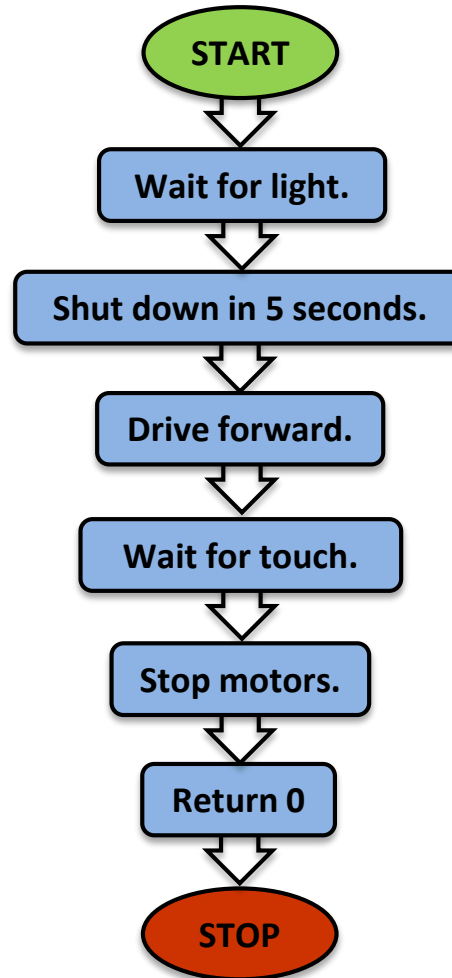 START
Wait for light.
Shut down in 5 seconds.
Drive forward.
Wait for touch.
Stop motors.
Return 0
STOP